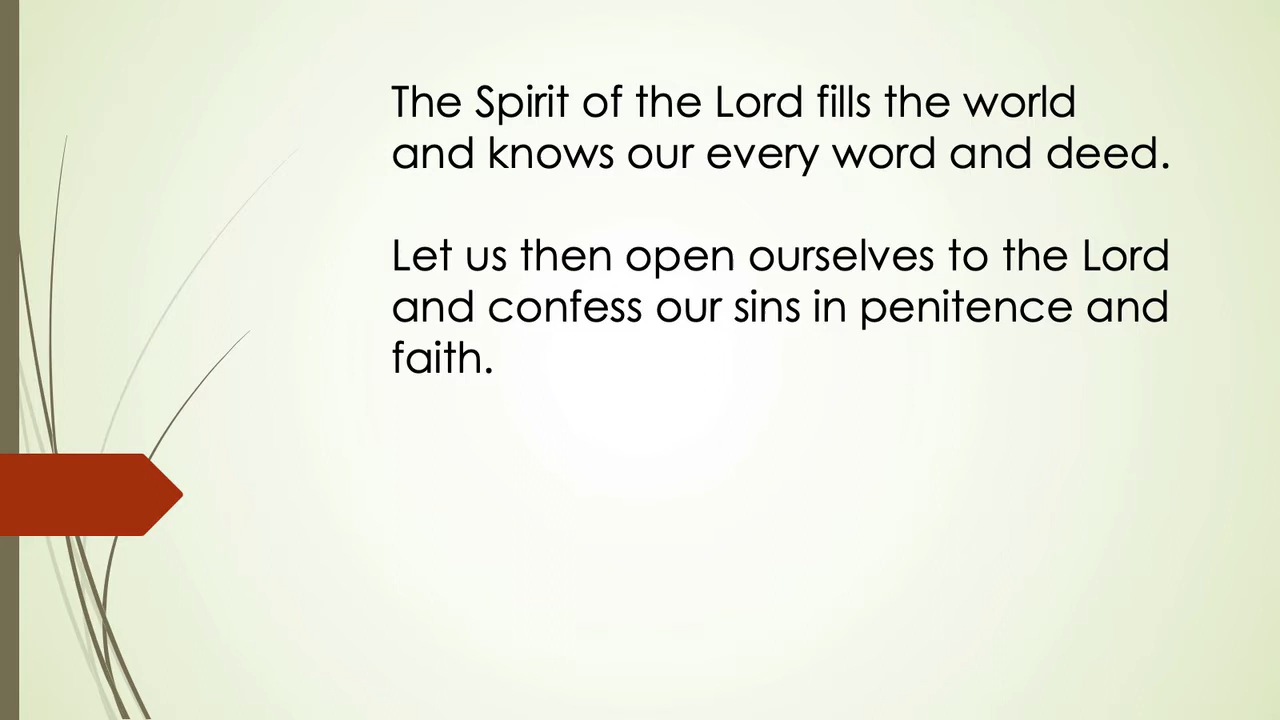 The Spirit of the Lord fills the world
and knows our every word and deed.
Let us then open ourselves to the Lord
and confess our sins in penitence and
faith.